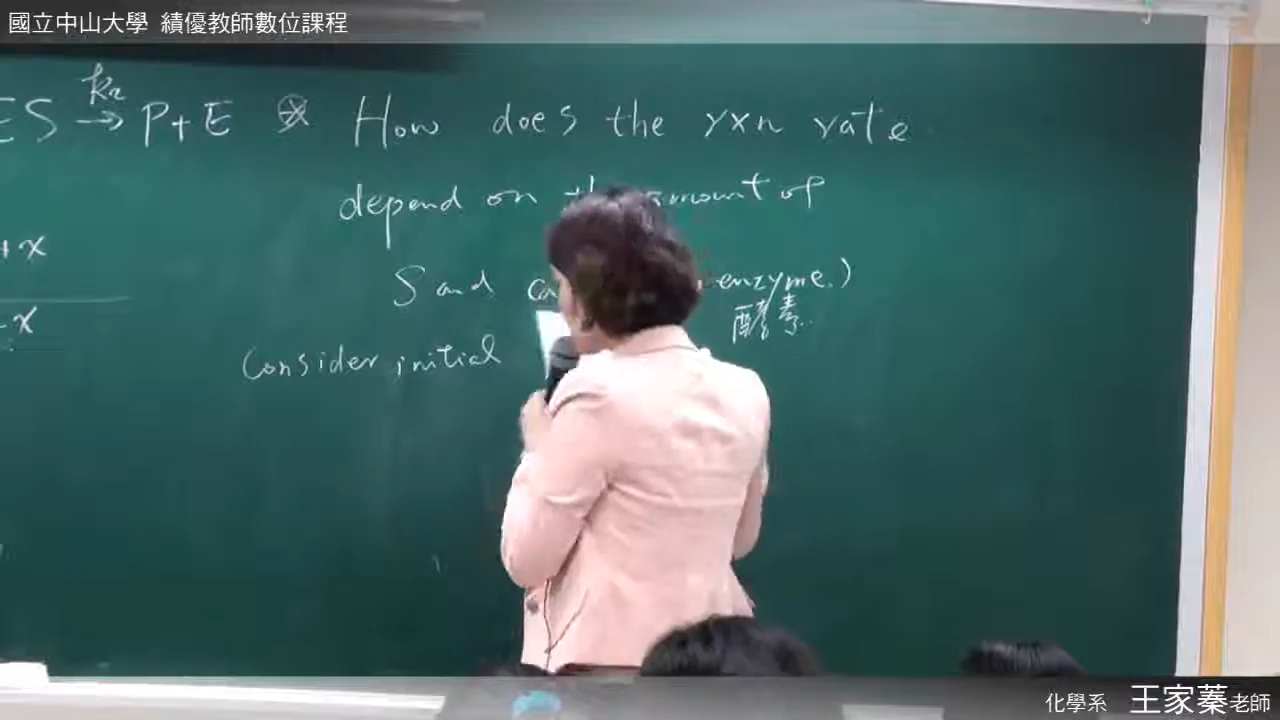 國立中山大學 績優教師數位課程
ES k₂→ P+E ⊛ How does the rxn rate
depend on the amount of
+x
S and enzyme)
酵素
-x
Consider initial
化學系 王家蓁老師